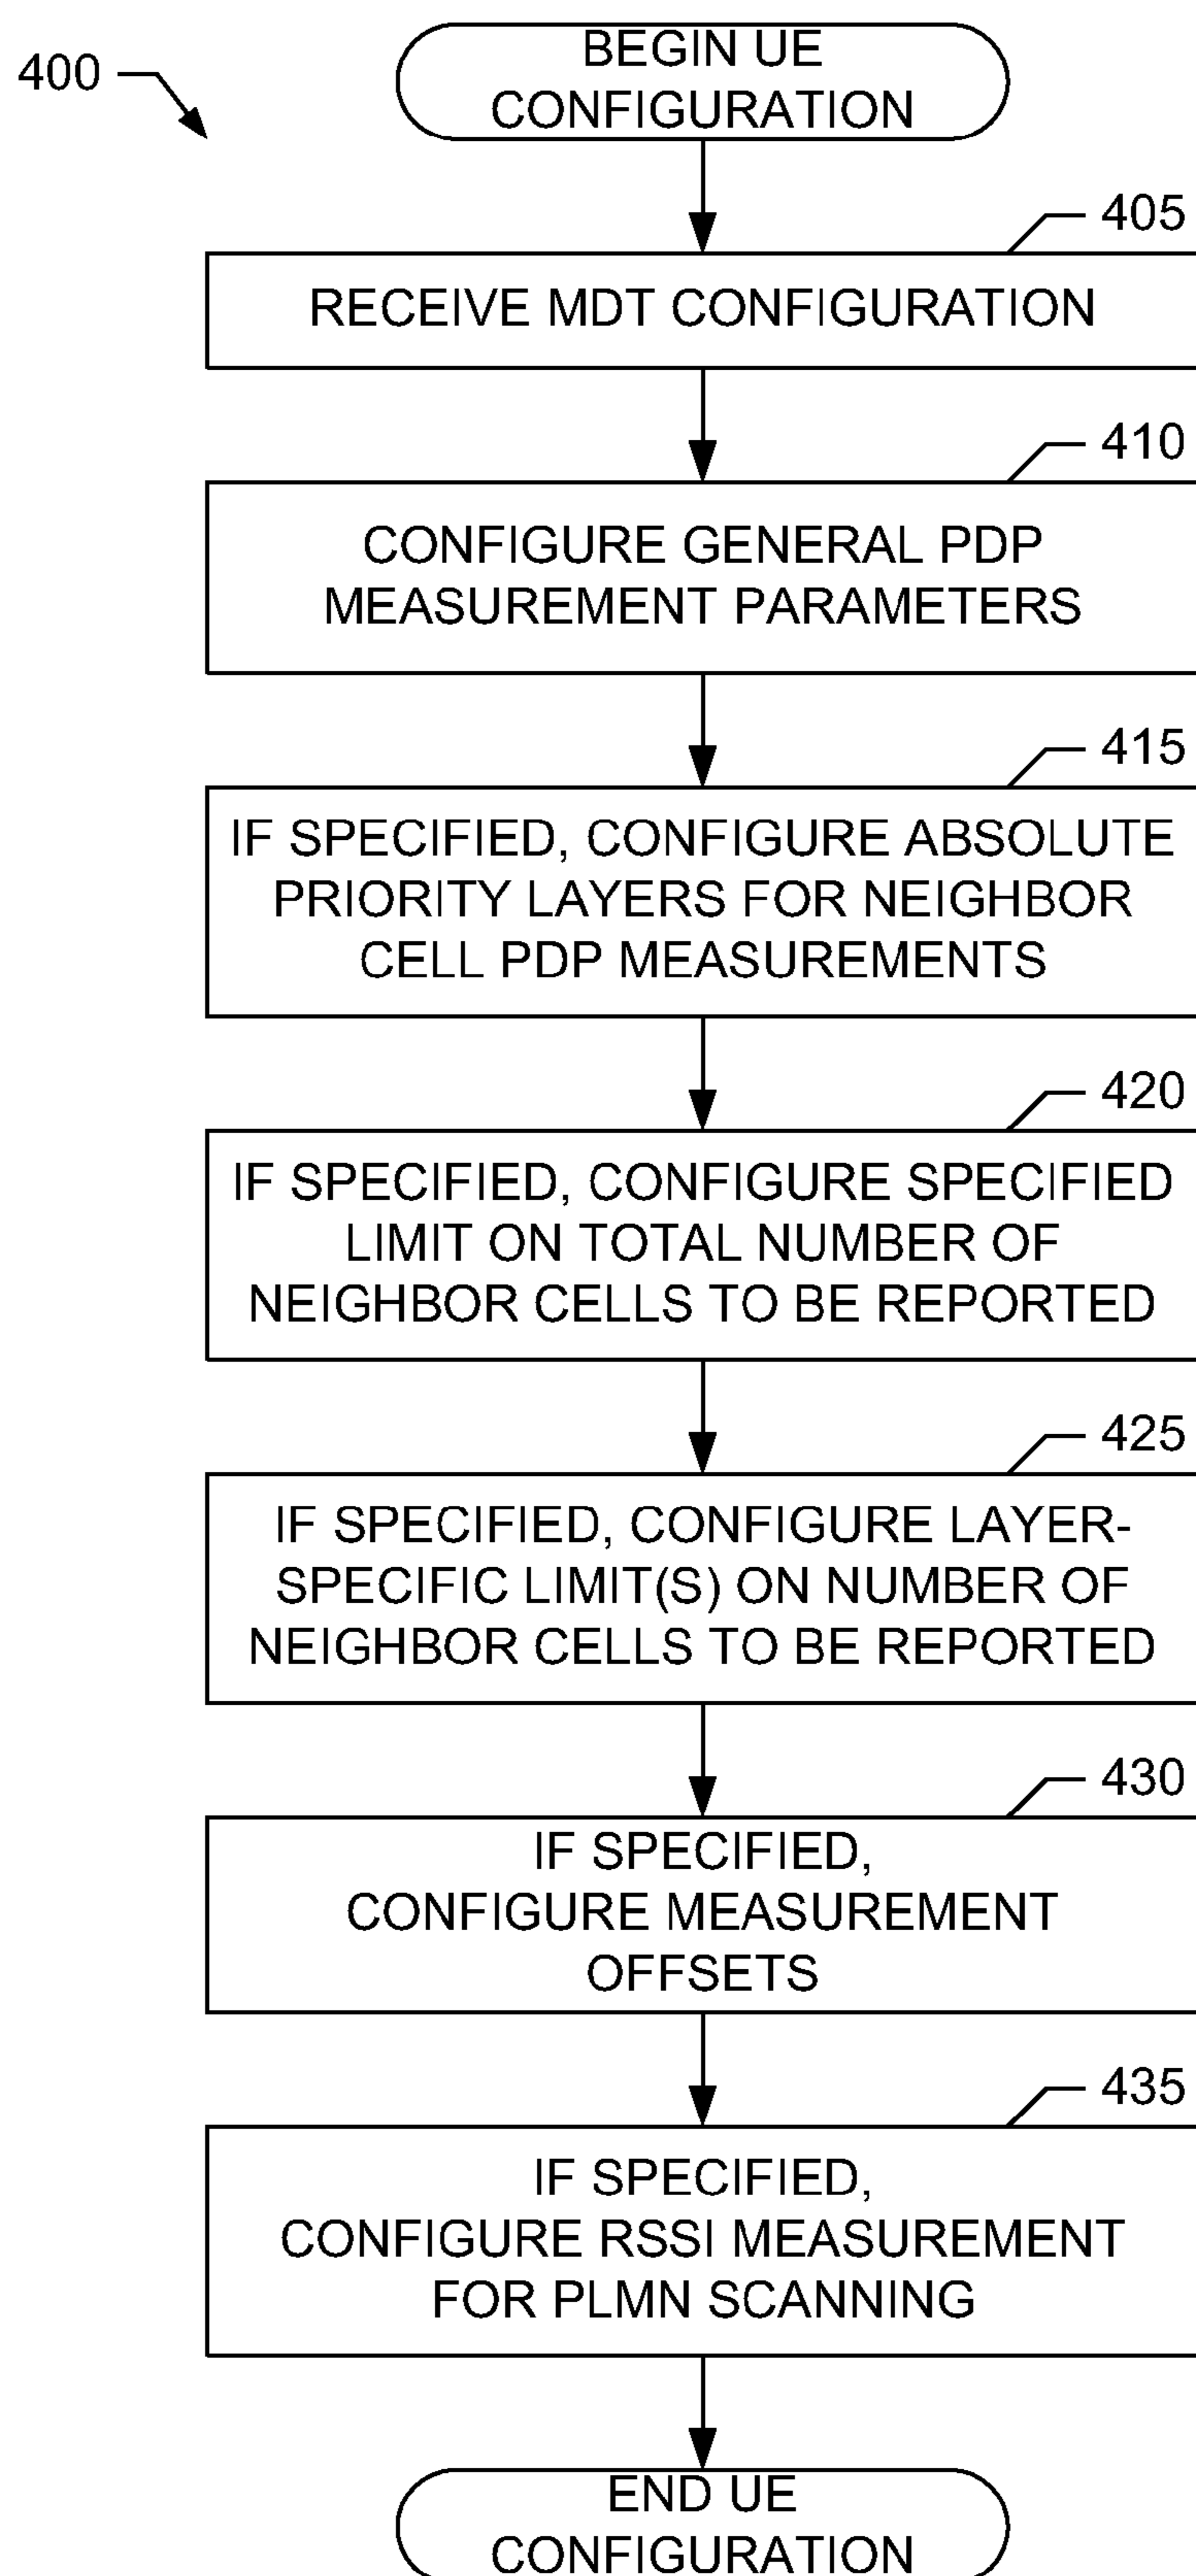 400
BEGIN UE
CONFIGURATION
405
RECEIVE MDT CONFIGURATION
410
CONFIGURE GENERAL PDP
MEASUREMENT PARAMETERS
415
IF SPECIFIED, CONFIGURE ABSOLUTE
PRIORITY LAYERS FOR NEIGHBOR
CELL PDP MEASUREMENTS
420
IF SPECIFIED, CONFIGURE SPECIFIED
LIMIT ON TOTAL NUMBER OF
NEIGHBOR CELLS TO BE REPORTED
425
IF SPECIFIED, CONFIGURE LAYER-
SPECIFIC LIMIT(S) ON NUMBER OF
NEIGHBOR CELLS TO BE REPORTED
430
IF SPECIFIED,
CONFIGURE MEASUREMENT
OFFSETS
435
IF SPECIFIED,
CONFIGURE RSSI MEASUREMENT
FOR PLMN SCANNING
END UE
CONFIGURATION